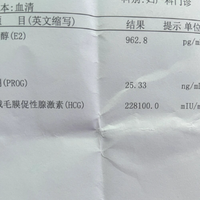 本:血清
目 (英文缩写) 结果 提示 单位
醇(E2) 962.8 pg/m
(PROG) 25.33 ng/m
绒毛膜促性腺激素(HCG) 228100.0 mIU/